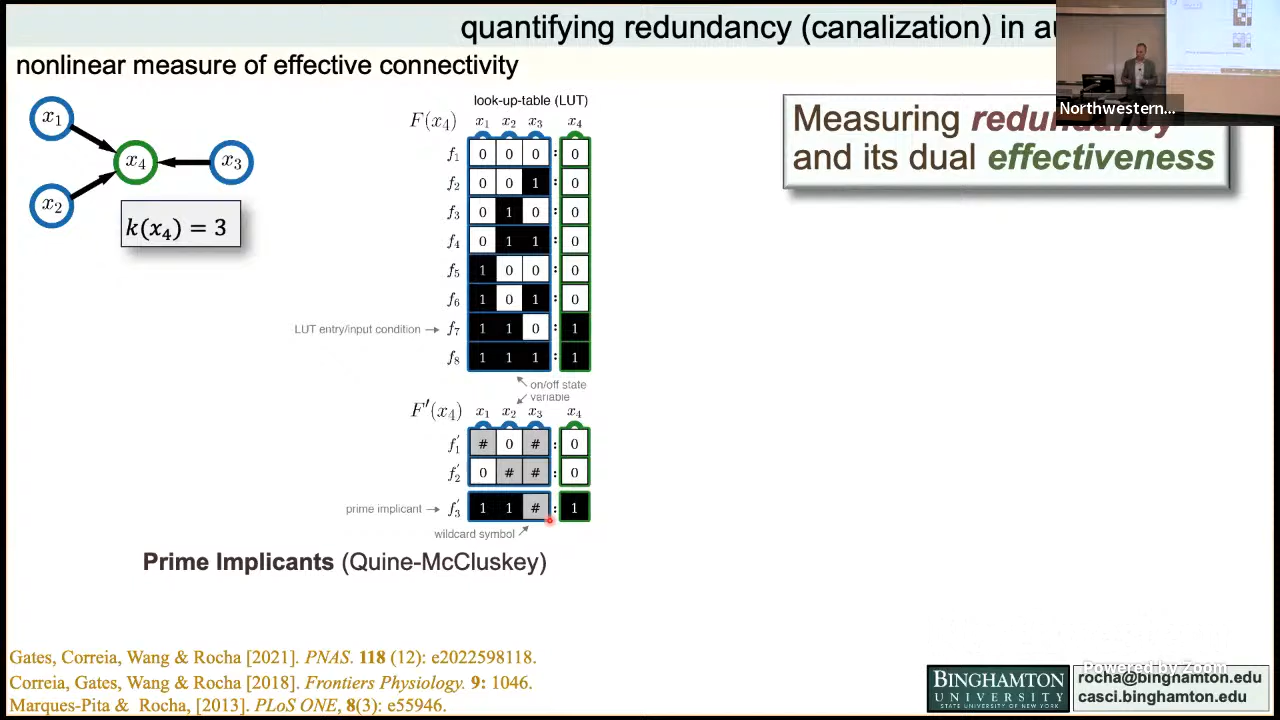 quantifying redundancy (canalization) in au
nonlinear measure of effective connectivity
Northwestern...
Measuring redundancy
and its dual effectiveness
x1
x2
x3
x4
k(x4) = 3
look-up-table (LUT)
F(x4) x1 x2 x3 x4
f1 0 0 0 : 0
f2 0 0 1 : 0
f3 0 1 0 : 0
f4 0 1 1 : 0
f5 1 0 0 : 0
f6 1 0 1 : 0
LUT entry/input condition → f7 1 1 0 : 1
f8 1 1 1 : 1
on/off state
variable
F′(x4) x1 x2 x3 x4
f′1 # 0 # : 0
f′2 0 # # : 0
prime implicant → f′3 1 1 # : 1
wildcard symbol
Prime Implicants (Quine-McCluskey)
Gates, Correia, Wang & Rocha [2021]. PNAS. 118 (12): e2022598118.
Correia, Gates, Wang & Rocha [2018]. Frontiers Physiology. 9: 1046.
Marques-Pita & Rocha, [2013]. PLoS ONE, 8(3): e55946.
BINGHAMTON
UNIVERSITY
STATE UNIVERSITY OF NEW YORK
Powered by Zoom
rocha@binghamton.edu
casci.binghamton.edu